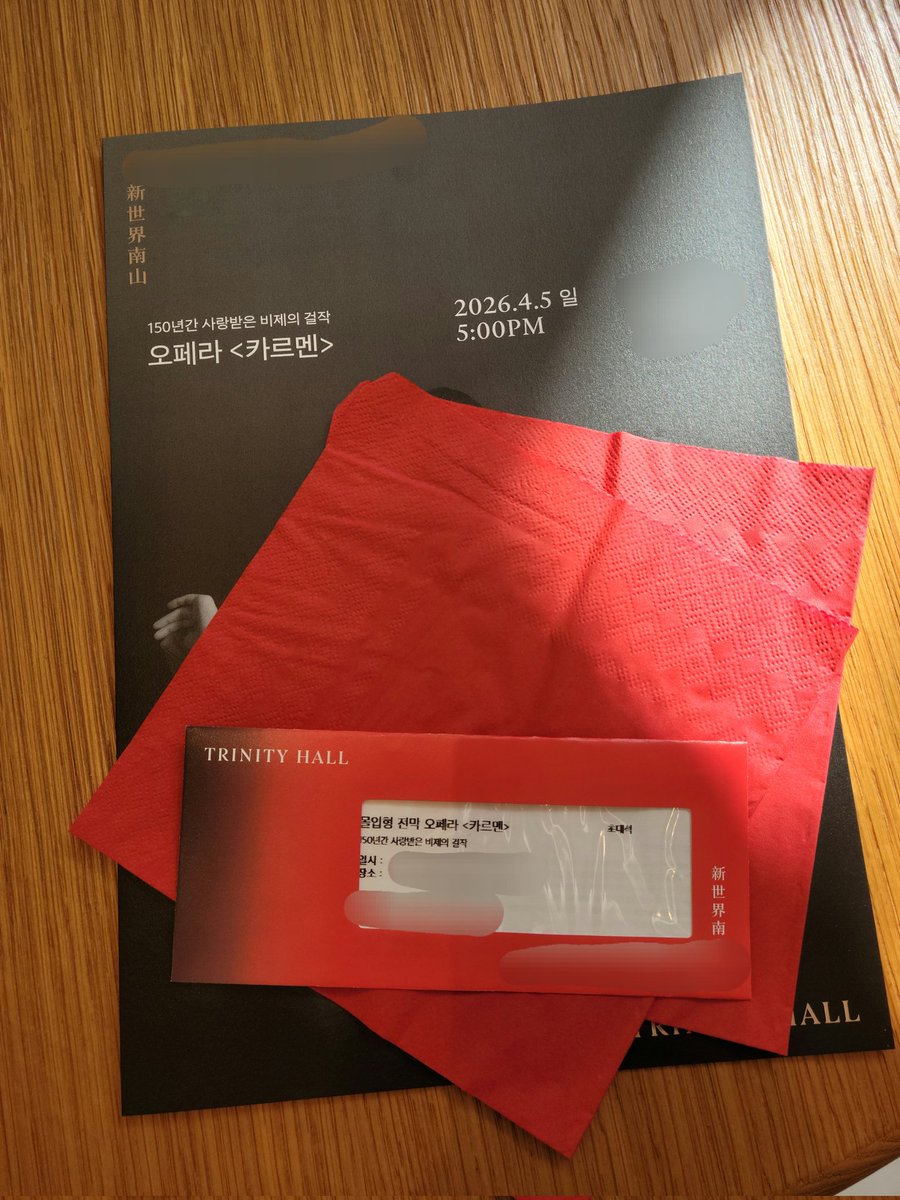 新世界南山
150년간 사랑받은 비제의 걸작
오페라 <카르멘>
2026.4.5 일
5:00PM
TRINITY HALL
몰입형 전막 오페라 <카르멘>
초대석
150년간 사랑받은 비제의 걸작
일시 :
장소 :
新世界南
HALL